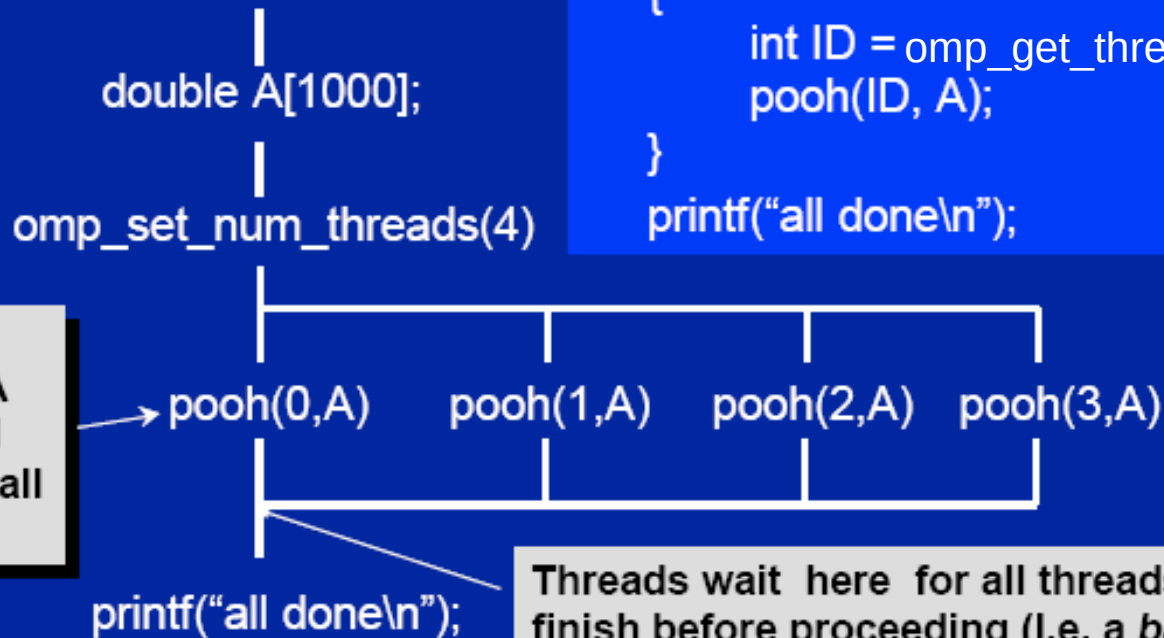 {
int ID = omp_get_thre
pooh(ID, A);
}
printf(“all done\n”);
double A[1000];
omp_set_num_threads(4)
A
all
pooh(0,A) pooh(1,A) pooh(2,A) pooh(3,A)
Threads wait here for all threads
finish before proceeding (I.e. a b
printf(“all done\n”);